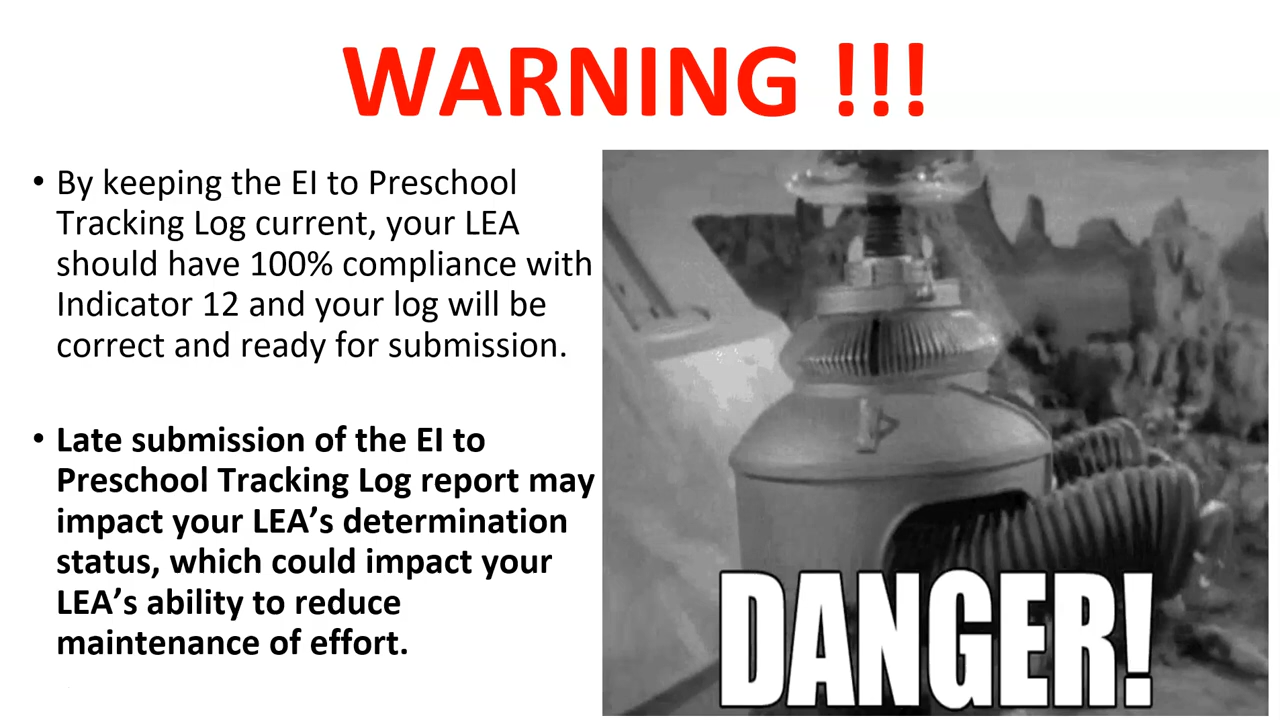 WARNING !!!
• By keeping the EI to Preschool
Tracking Log current, your LEA
should have 100% compliance with
Indicator 12 and your log will be
correct and ready for submission.
• Late submission of the EI to
Preschool Tracking Log report may
impact your LEA’s determination
status, which could impact your
LEA’s ability to reduce
maintenance of effort.
DANGER!